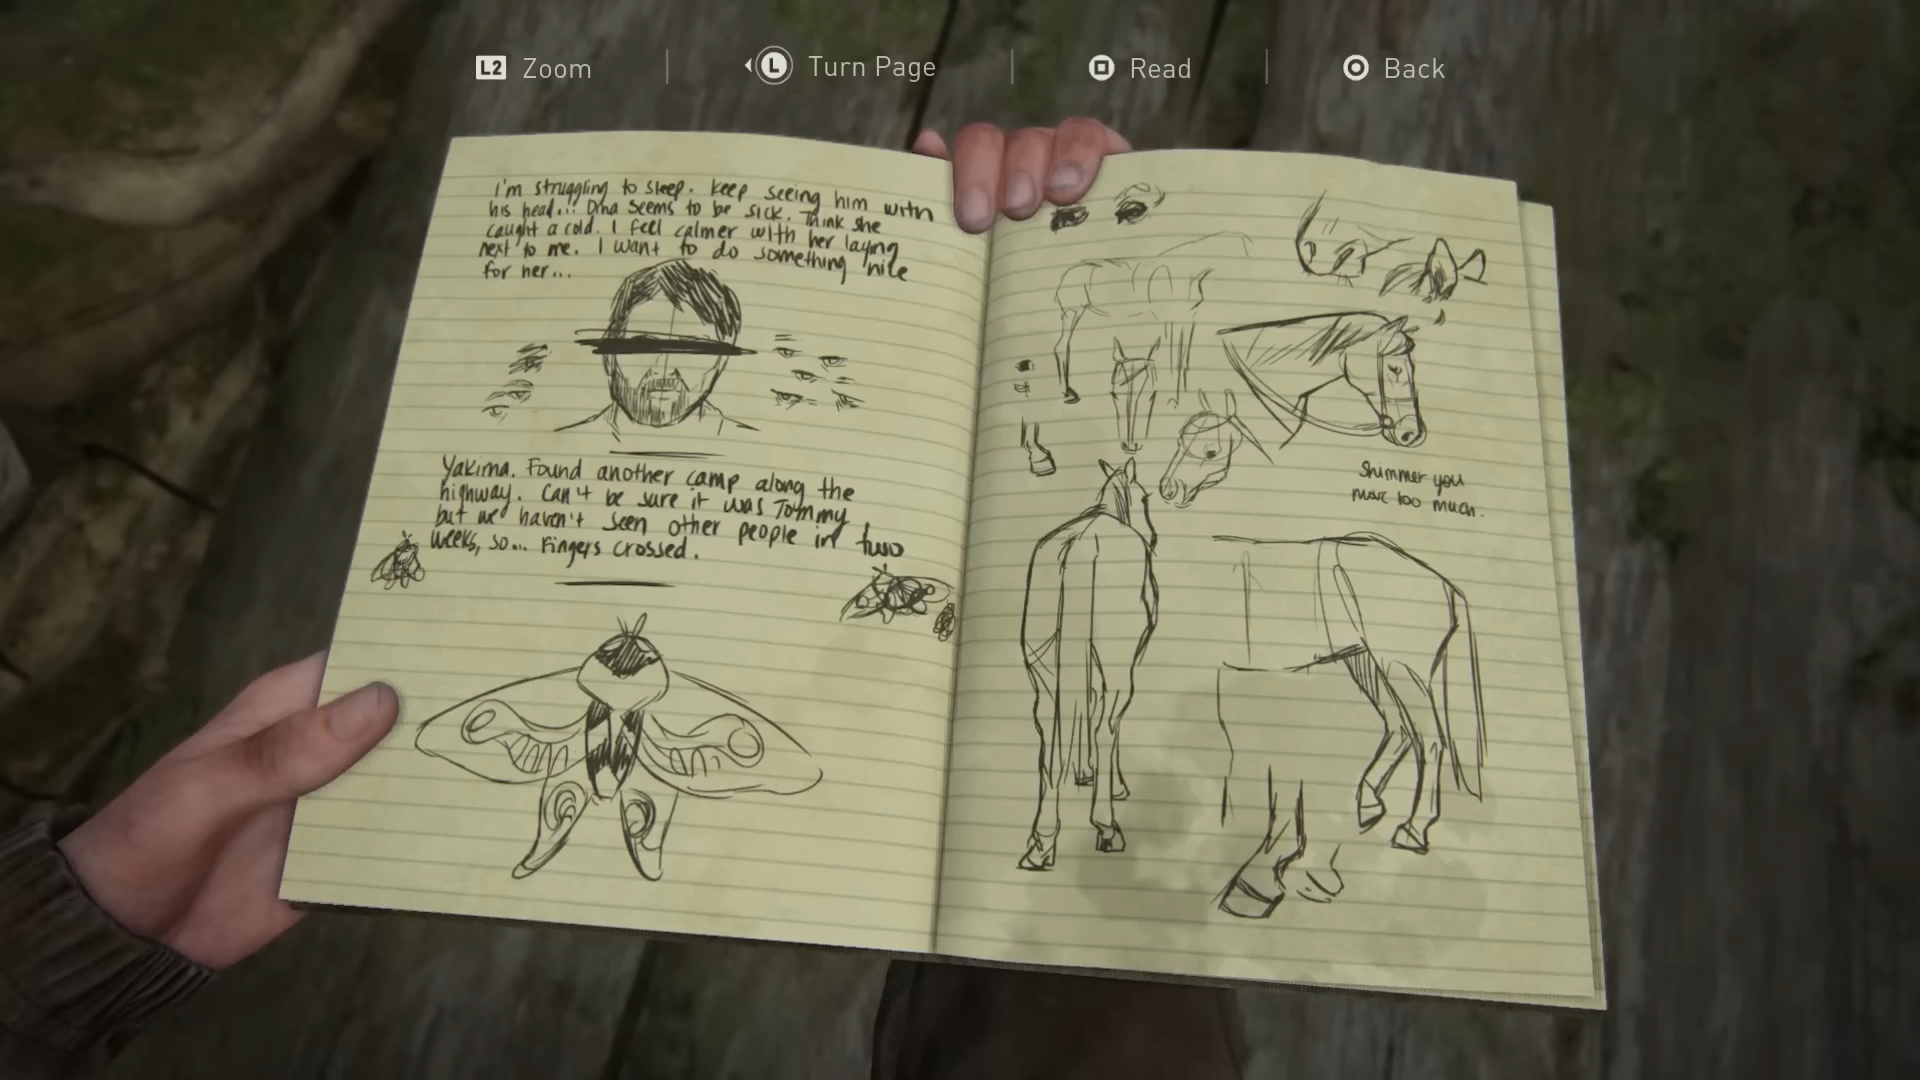 L2 Zoom
L Turn Page
Read
Back
I'm struggling to sleep. Keep seeing him with
his head... Dina seems to be sick. Think she
caught a cold. I feel calmer with her laying
next to me. I want to do something nice
for her...
Yakima. Found another camp along the
highway. Can't be sure it was Tommy
but we haven't seen other people in two
weeks, so... Fingers crossed.
Shimmer you
move too much.